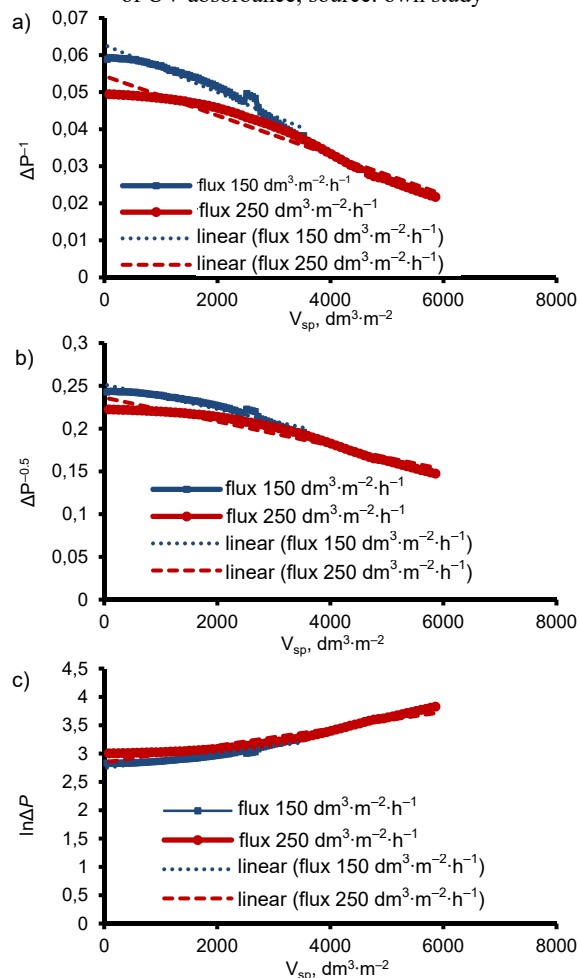 of UV absorbance; source: own study
a)
0,07
0,06
0,05
0,04
0,03
0,02
0,01
0
ΔP⁻¹
flux 150 dm³·m⁻²·h⁻¹
flux 250 dm³·m⁻²·h⁻¹
linear (flux 150 dm³·m⁻²·h⁻¹)
linear (flux 250 dm³·m⁻²·h⁻¹)
0 2000 4000 6000 8000
Vsp, dm³·m⁻²
b)
0,3
0,25
0,2
0,15
0,1
0,05
0
ΔP⁻⁰·⁵
flux 150 dm³·m⁻²·h⁻¹
flux 250 dm³·m⁻²·h⁻¹
linear (flux 150 dm³·m⁻²·h⁻¹)
linear (flux 250 dm³·m⁻²·h⁻¹)
0 2000 4000 6000 8000
Vsp, dm³·m⁻²
c)
4,5
4
3,5
3
2,5
2
1,5
1
0,5
0
lnΔP
flux 150 dm³·m⁻²·h⁻¹
flux 250 dm³·m⁻²·h⁻¹
linear (flux 150 dm³·m⁻²·h⁻¹)
linear (flux 250 dm³·m⁻²·h⁻¹)
0 2000 4000 6000 8000
Vsp, dm³·m⁻²